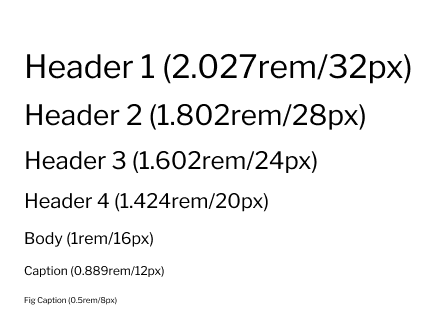 Header 1 (2.027rem/32px)
Header 2 (1.802rem/28px)
Header 3 (1.602rem/24px)
Header 4 (1.424rem/20px)
Body (1rem/16px)
Caption (0.889rem/12px)
Fig Caption (0.5rem/8px)